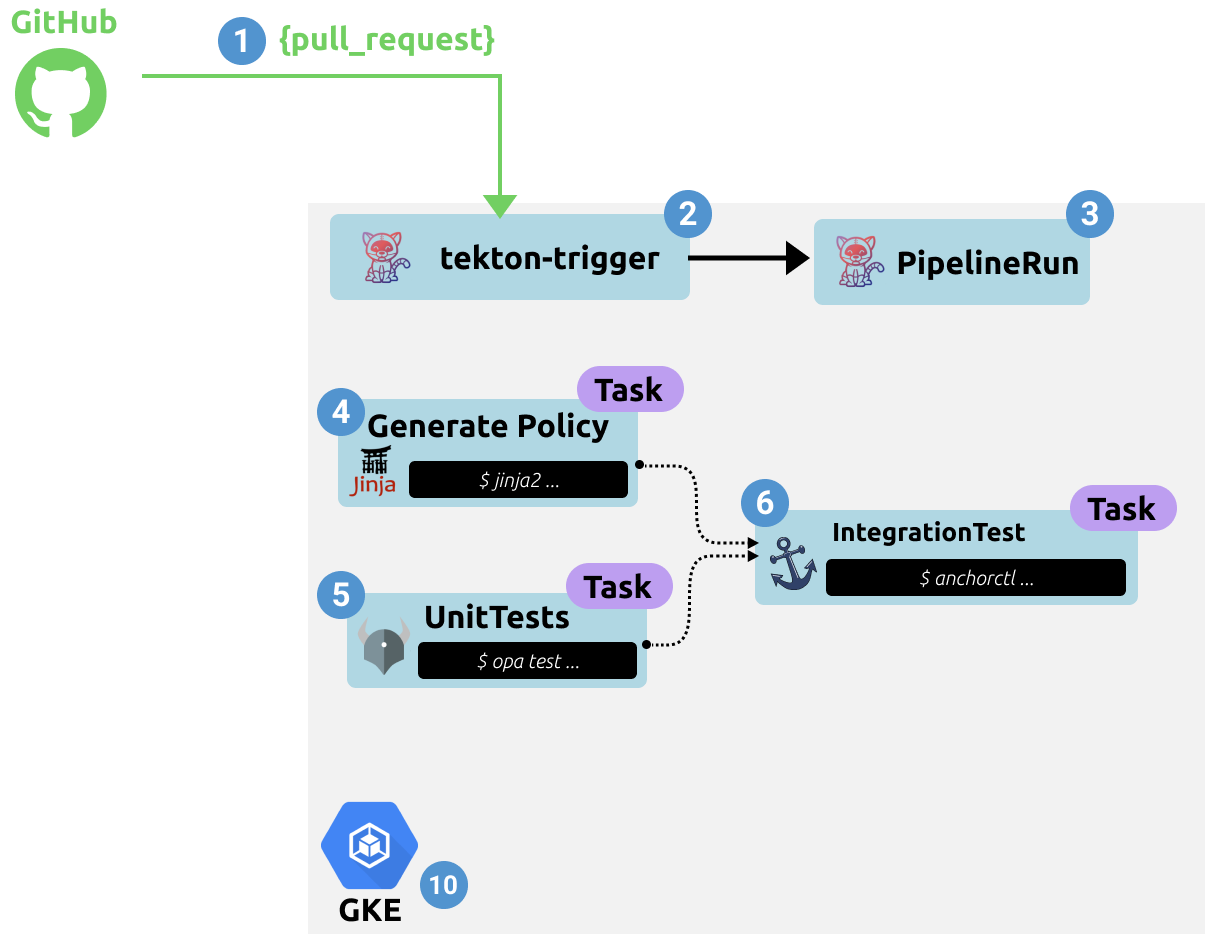 GitHub
1
{pull_request}
2
tekton-trigger
3
PipelineRun
Task
4
Generate Policy
Jinja
$ jinja2 ...
Task
5
UnitTests
$ opa test ...
6
Task
IntegrationTest
$ anchorctl ...
10
GKE